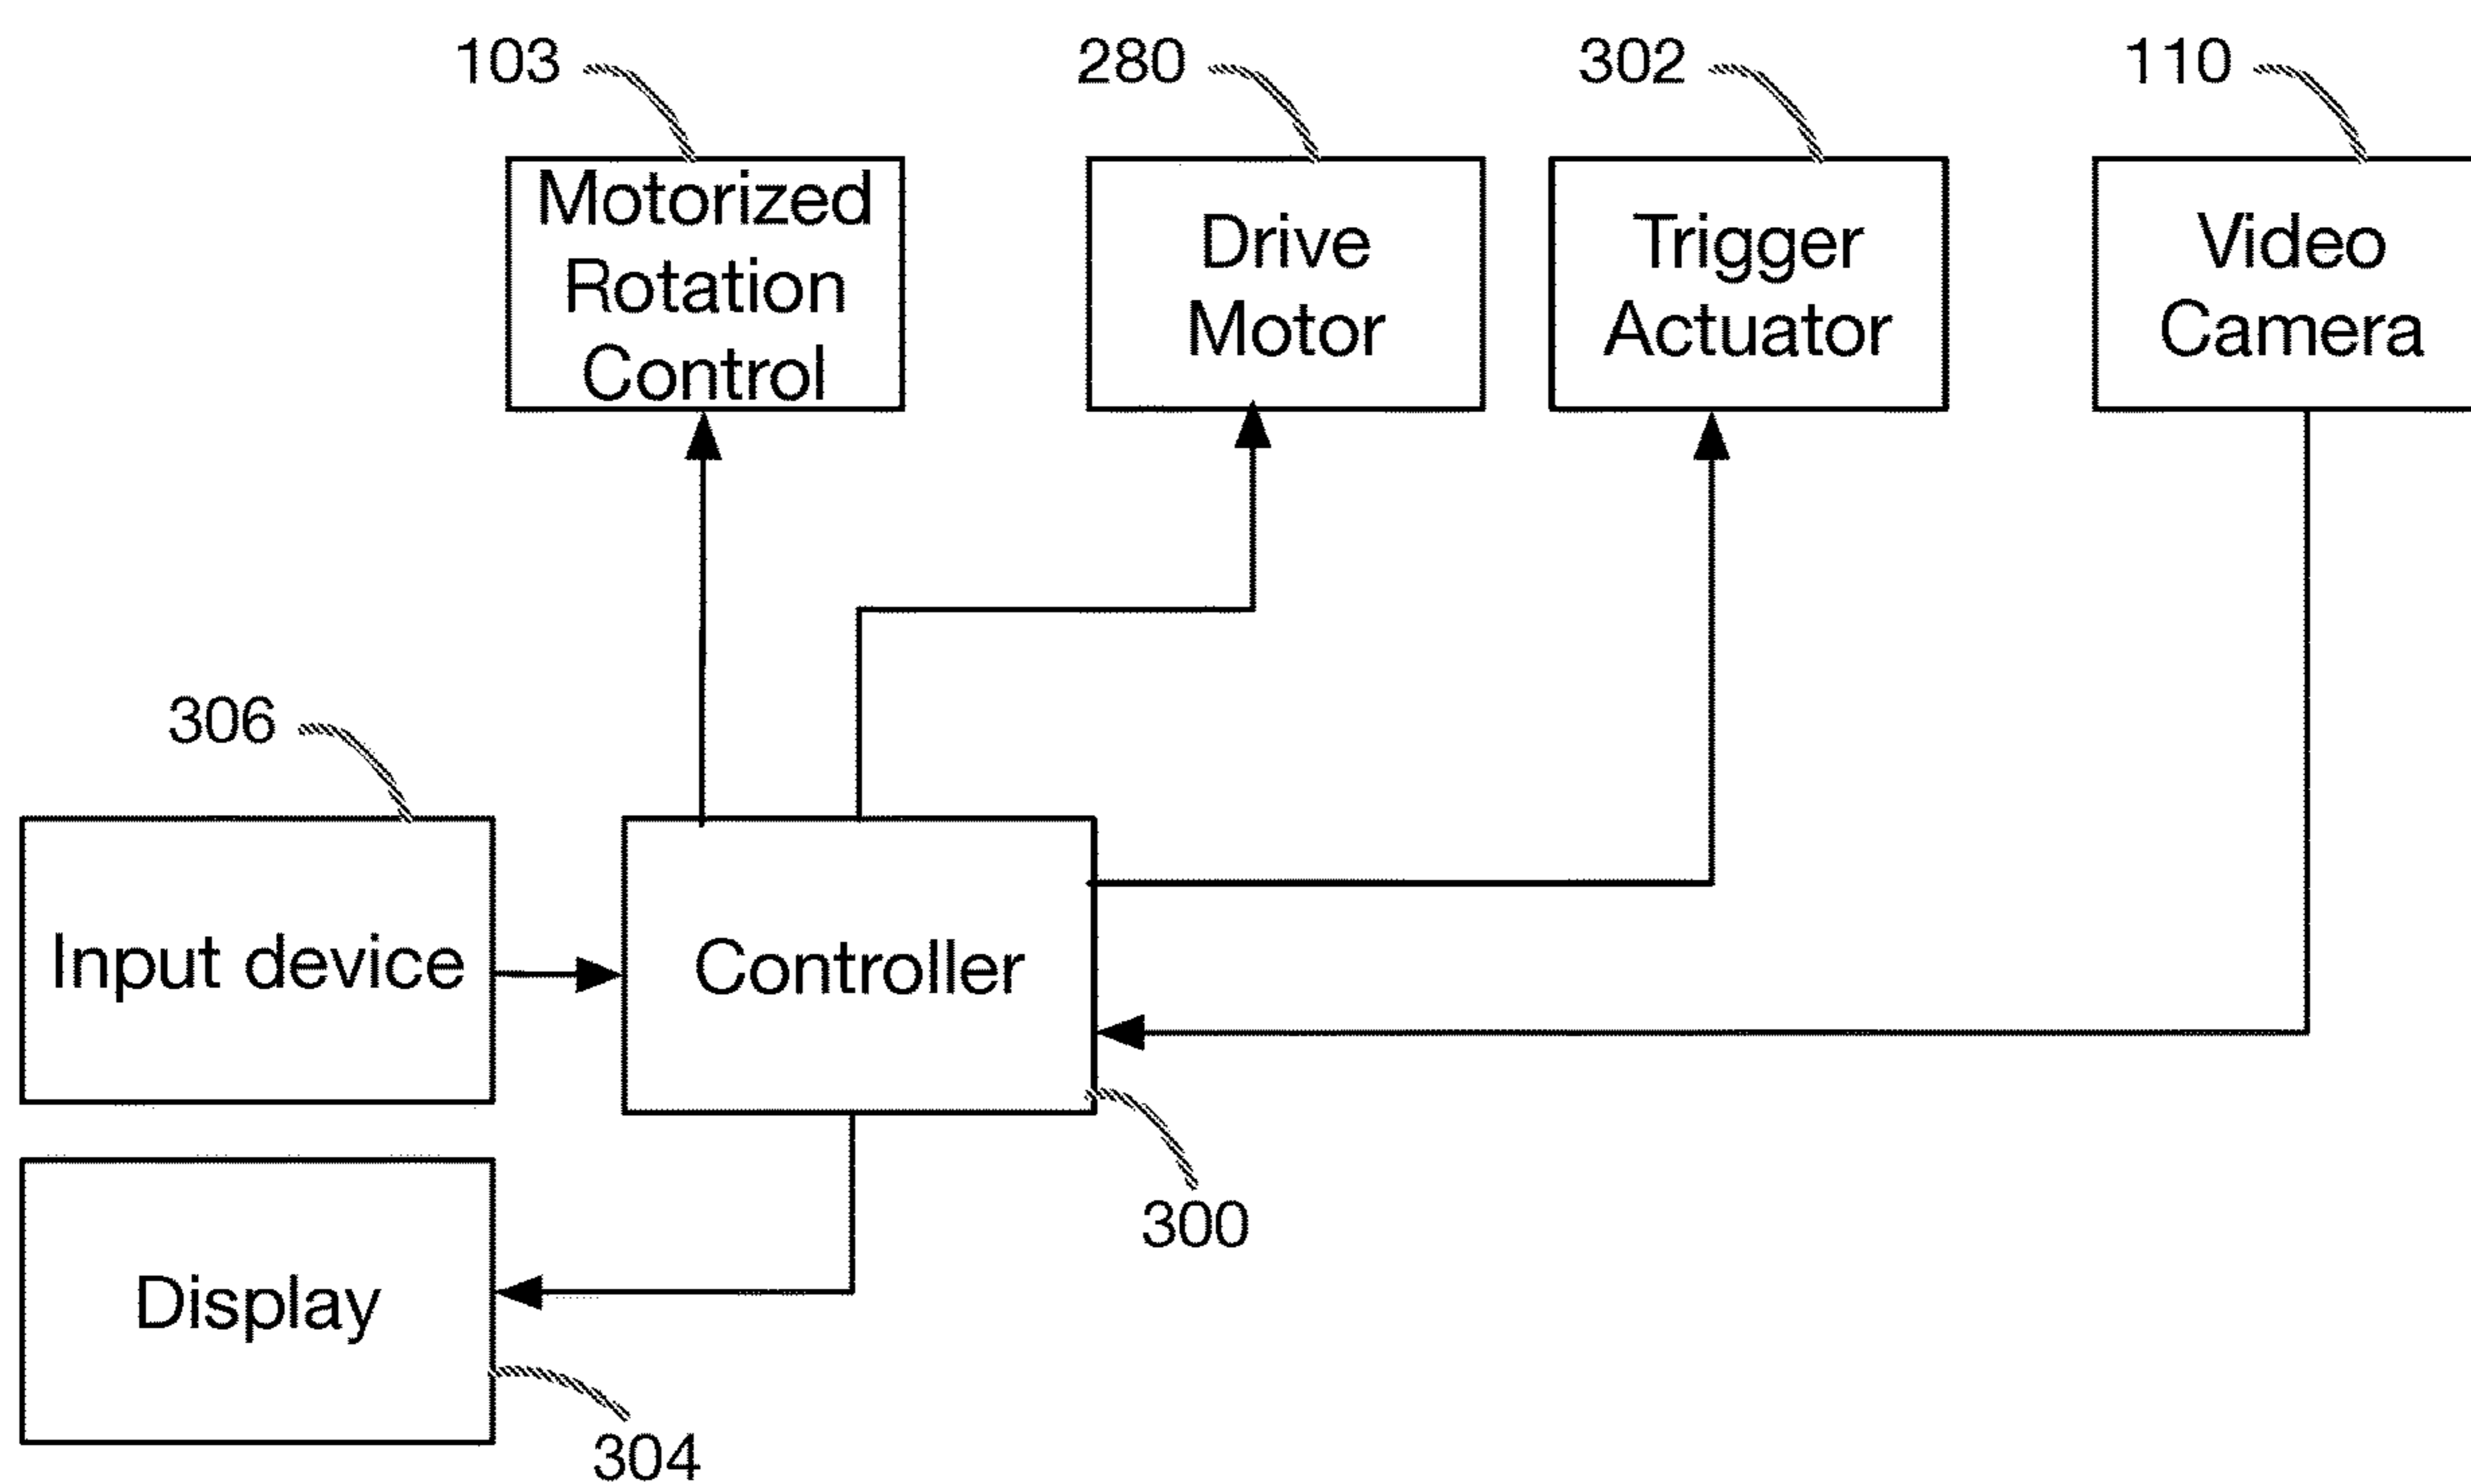 103
280
302
110
Motorized
Rotation
Control
Drive
Motor
Trigger
Actuator
Video
Camera
306
Input device
Controller
300
Display
304